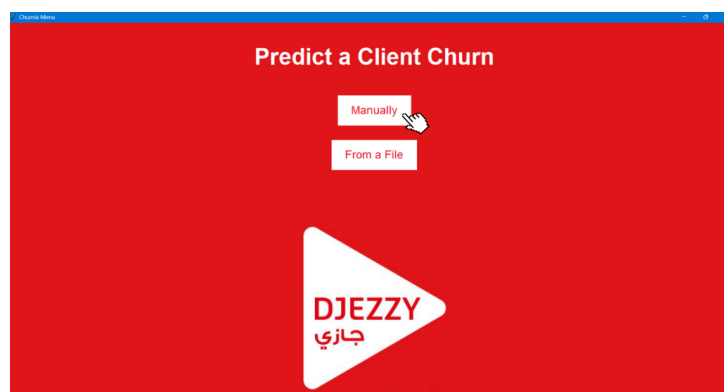 Churnia Menu
Predict a Client Churn
Manually
From a File
DJEZZY
جازي